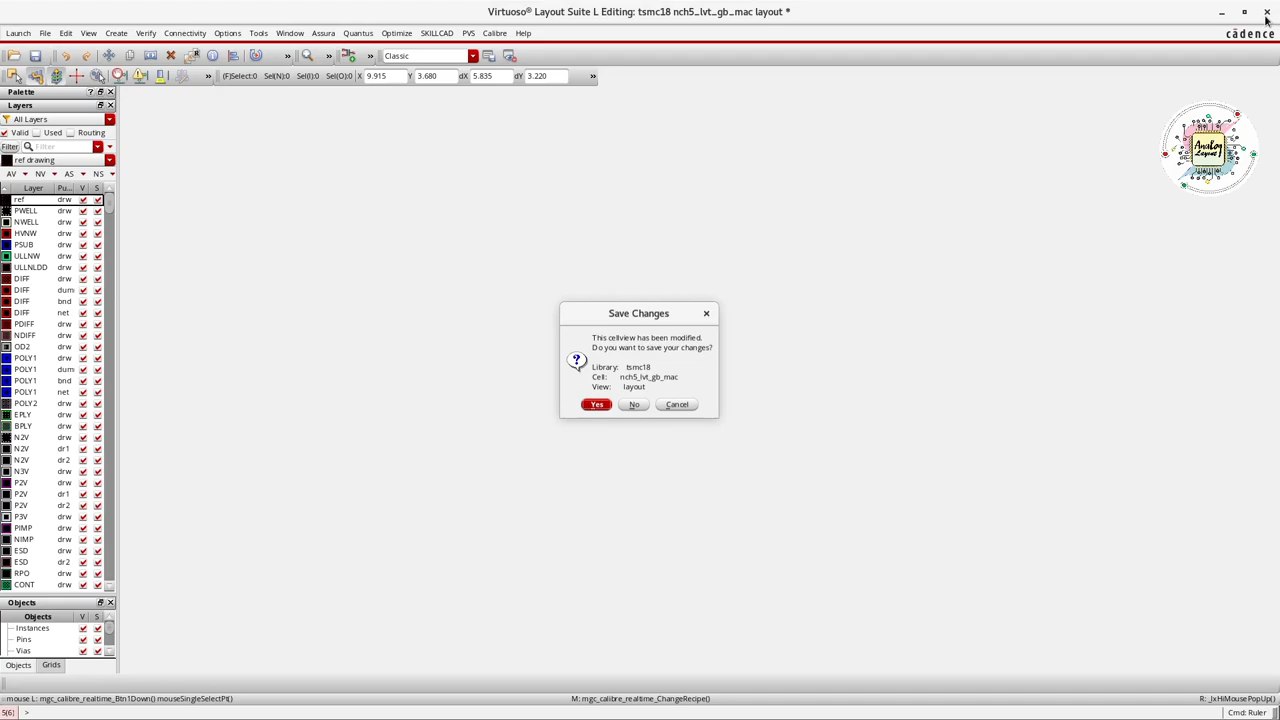 Virtuoso® Layout Suite L Editing: tsmc18 nch5_lvt_gb_mac layout *
Launch File Edit View Create Verify Connectivity Options Tools Window Assura Quantus Optimize SKILLCAD PVS Calibre Help
cādence
Classic
(F)Select:0 Sel(N):0 Sel(I):0 Sel(O):0 X 9.915 Y 3.680 dX 5.835 dY 3.220
Palette
Layers
All Layers
Valid Used Routing
Filter Filter
ref drawing
AV NV AS NS
Layer Pu... V S
ref drw
PWELL drw
NWELL drw
HVNW drw
PSUB drw
ULLNW drw
ULLNLDD drw
DIFF drw
DIFF dum
DIFF bnd
DIFF net
PDIFF drw
NDIFF drw
OD2 drw
POLY1 drw
POLY1 dum
POLY1 bnd
POLY1 net
POLY2 drw
EPLY drw
BPLY drw
N2V drw
N2V dr1
N2V dr2
N3V drw
P2V drw
P2V dr1
P2V dr2
P3V drw
PIMP drw
NIMP drw
ESD drw
ESD dr2
RPO drw
CONT drw
Objects
Objects V S
Instances
Pins
Vias
Objects Grids
Analog Layout
Save Changes
This cellview has been modified.
Do you want to save your changes?
Library: tsmc18
Cell: nch5_lvt_gb_mac
View: layout
Yes No Cancel
mouse L: mgc_calibre_realtime_Btn1Down() mouseSingleSelectPt() M: mgc_calibre_realtime_ChangeRecipe() R: _lxHiMousePopUp()
5(6) > Cmd: Ruler